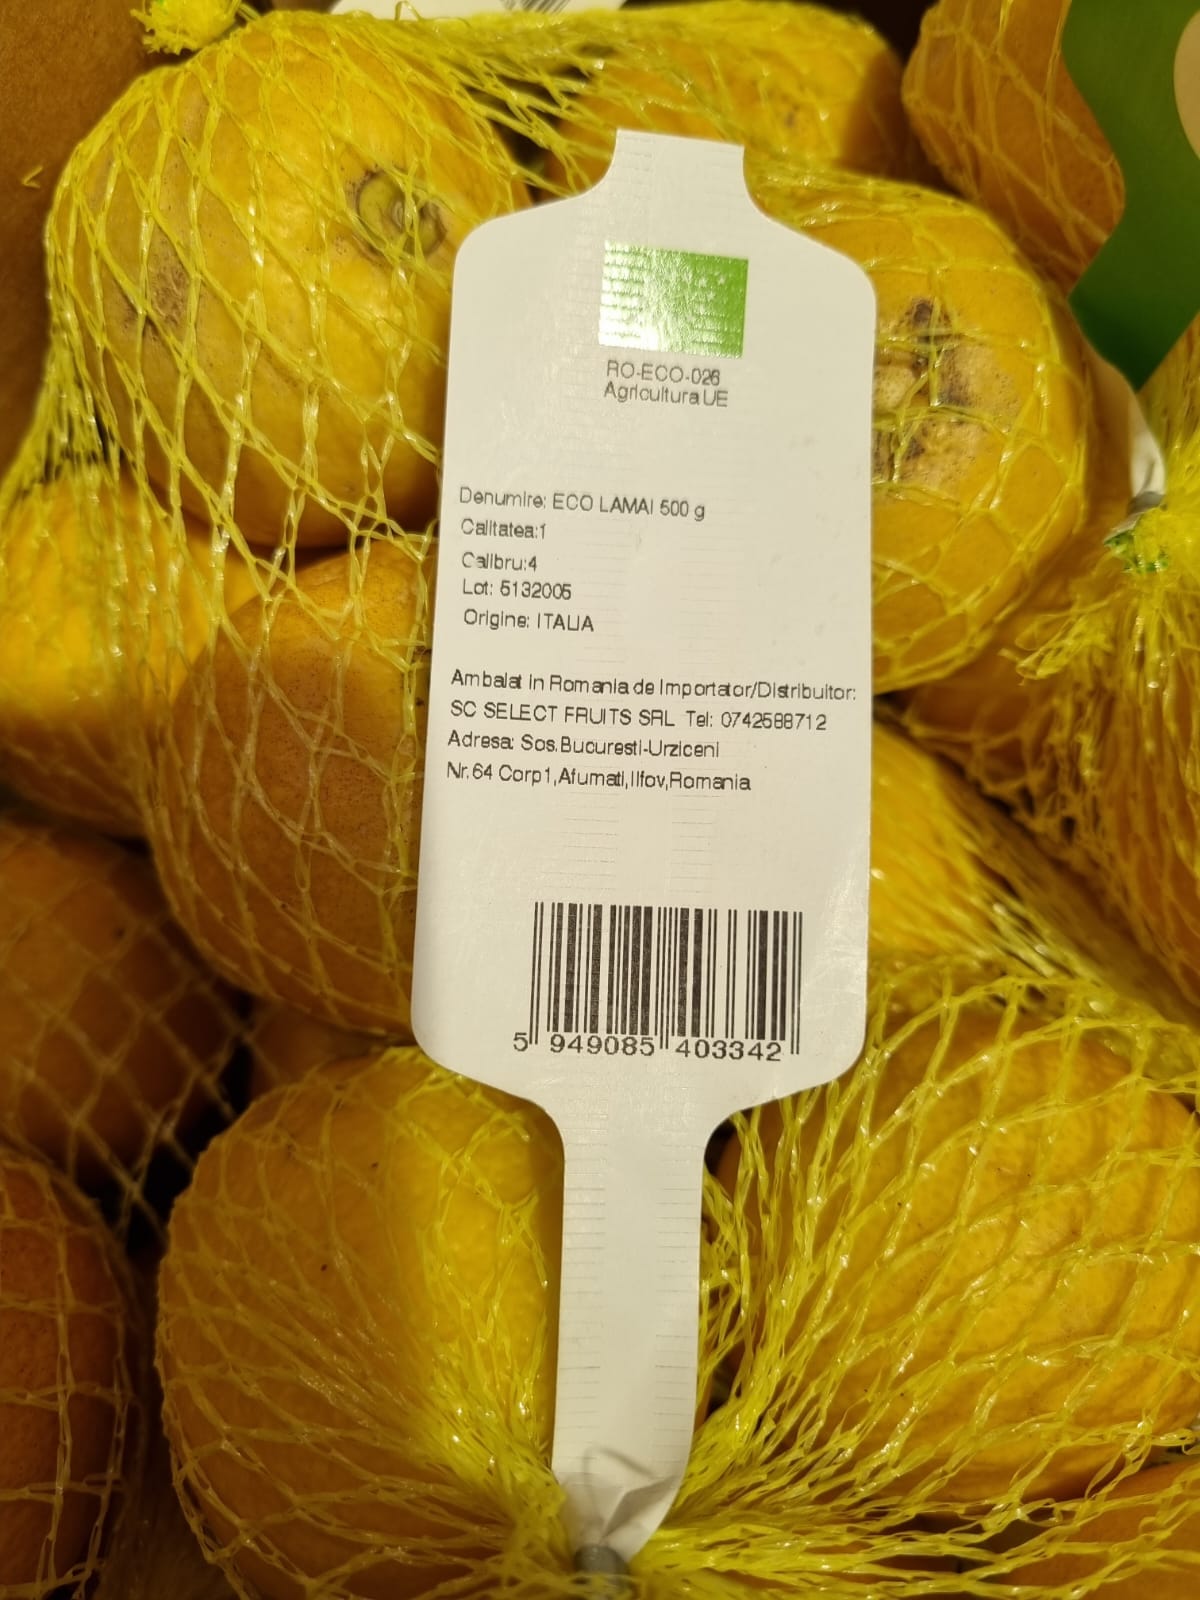 RO-ECO-026
Agricultura UE
Denumire: ECO LAMAI 500 g
Calitatea:1
Calibru:4
Lot: 5132005
Origine: ITALIA
Ambalat in Romania de Importator/Distribuitor:
SC SELECT FRUITS SRL Tel: 0742588712
Adresa: Sos.Bucuresti-Urziceni
Nr.64 Corp1,Afumati,Ilfov,Romania
5 949085 403342